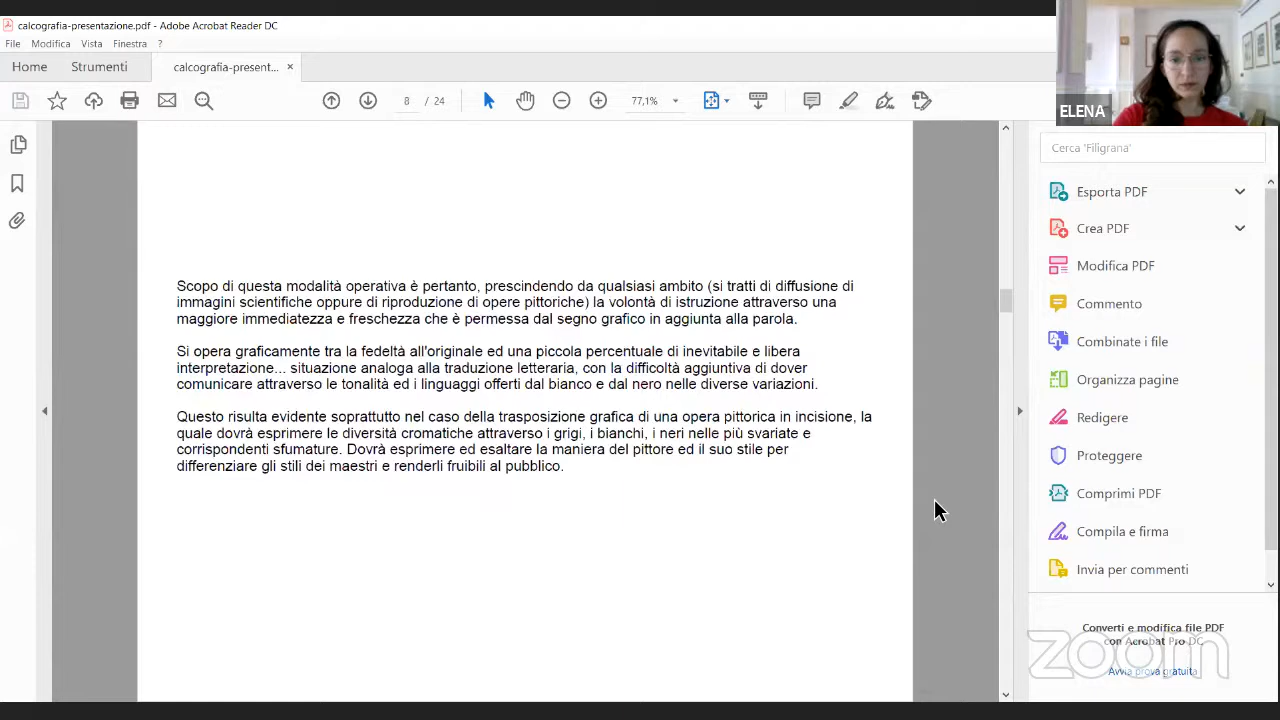 calcografia-presentazione.pdf - Adobe Acrobat Reader DC
File Modifica Vista Finestra ?
Home Strumenti calcografia-present... ×
8 / 24 77,1%
ELENA
Cerca 'Filigrana'
Esporta PDF
Crea PDF
Modifica PDF
Commento
Combinate i file
Organizza pagine
Redigere
Proteggere
Comprimi PDF
Compila e firma
Invia per commenti
Converti e modifica file PDF
con Acrobat Pro DC
Avvia prova gratuita
zoom
Scopo di questa modalità operativa è pertanto, prescindendo da qualsiasi ambito (si tratti di diffusione di
immagini scientifiche oppure di riproduzione di opere pittoriche) la volontà di istruzione attraverso una
maggiore immediatezza e freschezza che è permessa dal segno grafico in aggiunta alla parola.
Si opera graficamente tra la fedeltà all'originale ed una piccola percentuale di inevitabile e libera
interpretazione... situazione analoga alla traduzione letteraria, con la difficoltà aggiuntiva di dover
comunicare attraverso le tonalità ed i linguaggi offerti dal bianco e dal nero nelle diverse variazioni.
Questo risulta evidente soprattutto nel caso della trasposizione grafica di una opera pittorica in incisione, la
quale dovrà esprimere le diversità cromatiche attraverso i grigi, i bianchi, i neri nelle più svariate e
corrispondenti sfumature. Dovrà esprimere ed esaltare la maniera del pittore ed il suo stile per
differenziare gli stili dei maestri e renderli fruibili al pubblico.